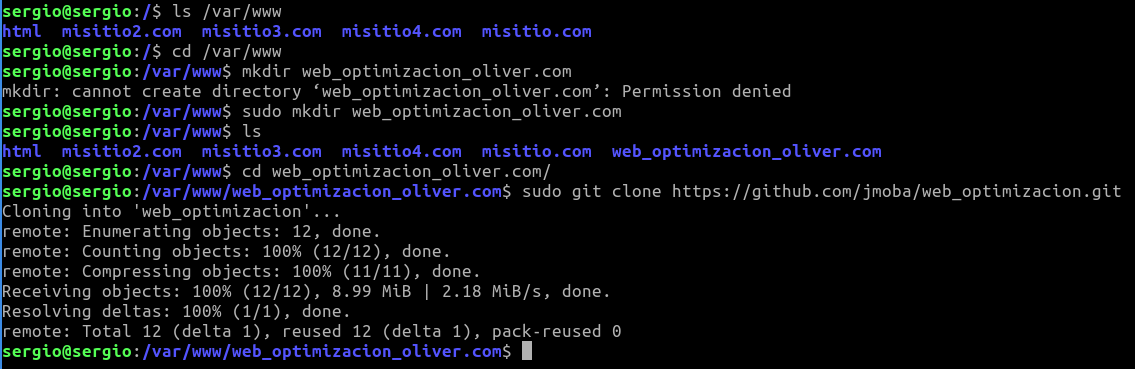 sergio@sergio:/$ ls /var/www
html  misitio2.com  misitio3.com  misitio4.com  misitio.com
sergio@sergio:/$ cd /var/www
sergio@sergio:/var/www$ mkdir web_optimizacion_oliver.com
mkdir: cannot create directory ‘web_optimizacion_oliver.com’: Permission denied
sergio@sergio:/var/www$ sudo mkdir web_optimizacion_oliver.com
sergio@sergio:/var/www$ ls
html  misitio2.com  misitio3.com  misitio4.com  misitio.com  web_optimizacion_oliver.com
sergio@sergio:/var/www$ cd web_optimizacion_oliver.com/
sergio@sergio:/var/www/web_optimizacion_oliver.com$ sudo git clone https://github.com/jmoba/web_optimizacion.git
Cloning into 'web_optimizacion'...
remote: Enumerating objects: 12, done.
remote: Counting objects: 100% (12/12), done.
remote: Compressing objects: 100% (11/11), done.
Receiving objects: 100% (12/12), 8.99 MiB | 2.18 MiB/s, done.
Resolving deltas: 100% (1/1), done.
remote: Total 12 (delta 1), reused 12 (delta 1), pack-reused 0
sergio@sergio:/var/www/web_optimizacion_oliver.com$